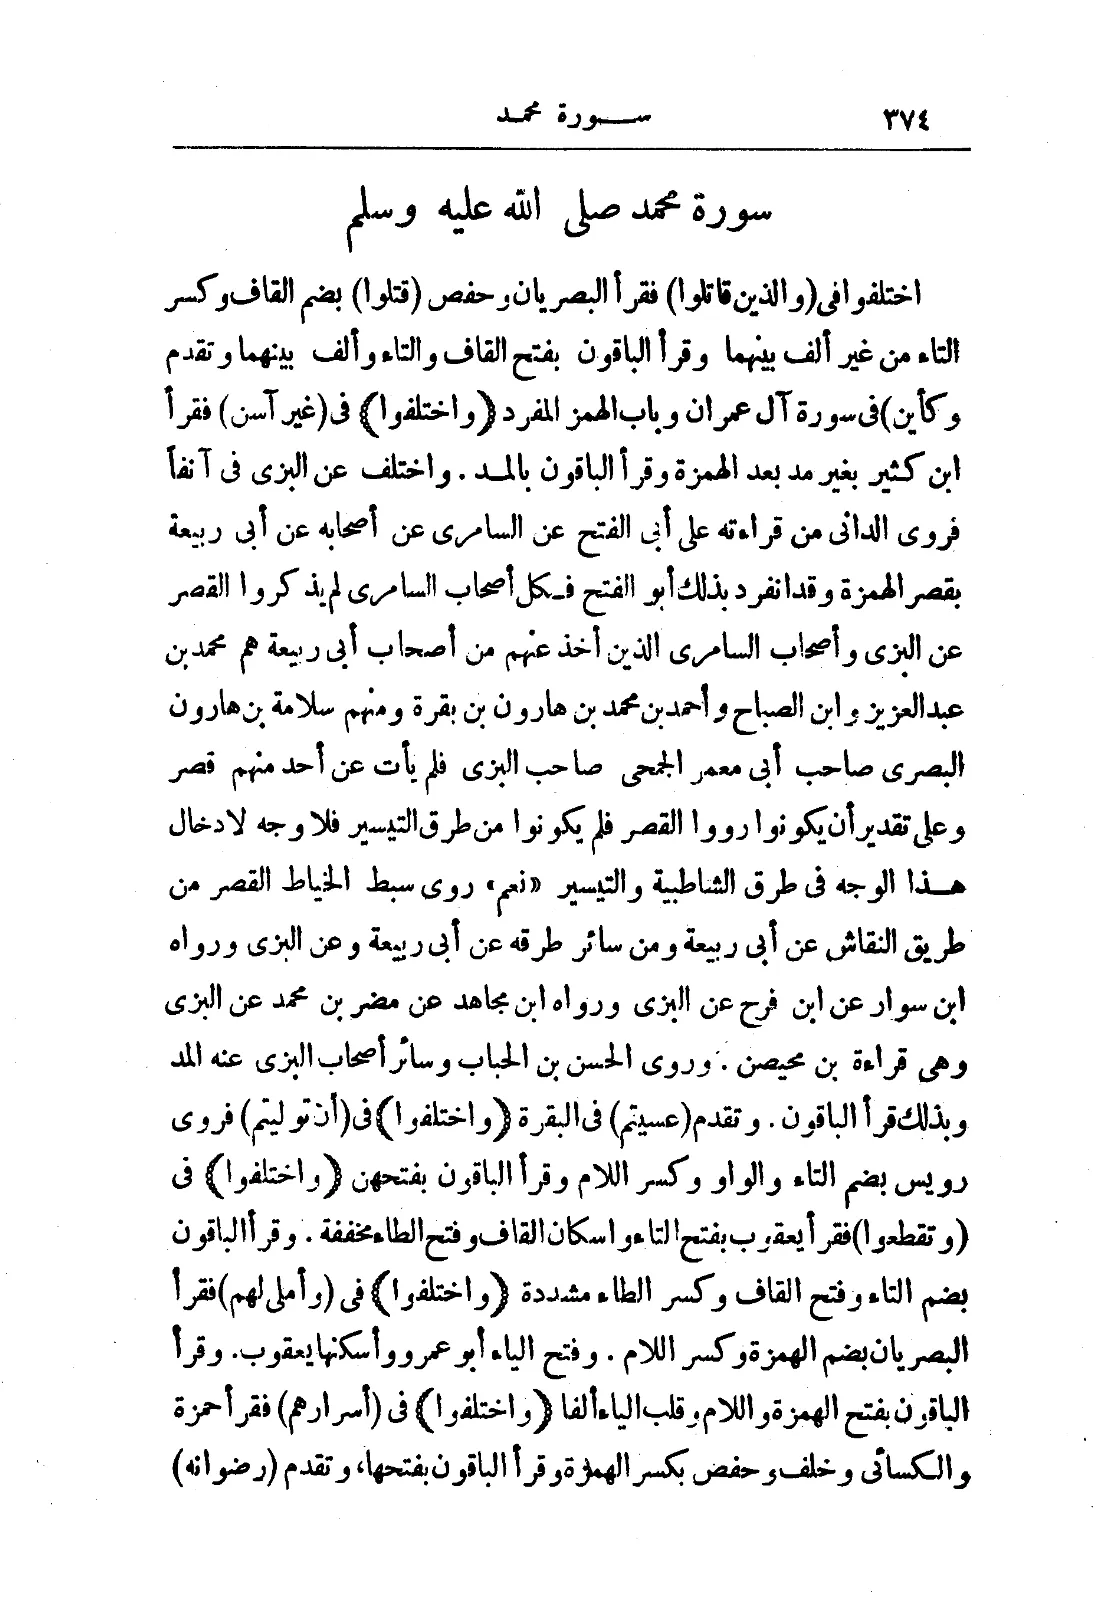 ٣٧٤
سورة محمد
سورة محمد صلى الله عليه وسلم
اختلفوا فى (والذين قاتلوا) فقرأ البصريان وحفص (قتلوا) بضم القاف وكسر
التاء من غير ألف بينهما وقرأ الباقون بفتح القاف والتاء وألف بينهما وتقدم
وكأين) فى سورة آل عمران وباب الهمز المفرد ﴿واختلفوا﴾ فى (غير آسن) فقرأ
ابن كثير بغير مد بعد الهمزة وقرأ الباقون بالمد . واختلف عن البزى فى آنفاً
فروى الدانى من قراءته على أبى الفتح عن السامرى عن أصحابه عن أبى ربيعة
بقصر الهمزة وقد انفرد بذلك أبو الفتح فكل أصحاب السامرى لم يذكروا القصر
عن البزى وأصحاب السامرى الذين أخذ عنهم من أصحاب أبى ربيعة هم محمد بن
عبد العزيز وابن الصباح وأحمد بن محمد بن هارون بن بقرة ومنهم سلامة بن هارون
البصرى صاحب أبى معمر الجمحى صاحب البزى فلم يأت عن أحد منهم قصر
وعلى تقدير أن يكونوا رووا القصر فلم يكونوا من طرق التيسير فلا وجه لادخال
هذا الوجه فى طرق الشاطبية والتيسير «نعم» روى سبط الخياط القصر من
طريق النقاش عن أبى ربيعة ومن سائر طرقه عن أبى ربيعة وعن البزى ورواه
ابن سوار عن ابن فرح عن البزى ورواه ابن مجاهد عن مضر بن محمد عن البزى
وهى قراءة بن محيصن . وروى الحسن بن الحباب وسائر أصحاب البزى عنه المد
وبذلك قرأ الباقون . وتقدم (عسيتم) فى البقرة ﴿واختلفوا﴾ فى (أن توليتم) فروى
رويس بضم التاء والواو وكسر اللام وقرأ الباقون بفتحهن ﴿واختلفوا﴾ فى
(وتقطعوا) فقرأ يعقوب بفتح التاء واسكان القاف وفتح الطاء مخففة . وقرأ الباقون
بضم التاء وفتح القاف وكسر الطاء مشددة ﴿واختلفوا﴾ فى (وأملى لهم) فقرأ
البصريان بضم الهمزة وكسر اللام . وفتح الياء أبو عمرو وأسكنها يعقوب. وقرأ
الباقون بفتح الهمزة واللام وقلب الياء ألفا ﴿واختلفوا﴾ فى (أسرارهم) فقرأ حمزة
والكسائى وخلف وحفص بكسر الهمزة وقرأ الباقون بفتحها، وتقدم (رضوانه)